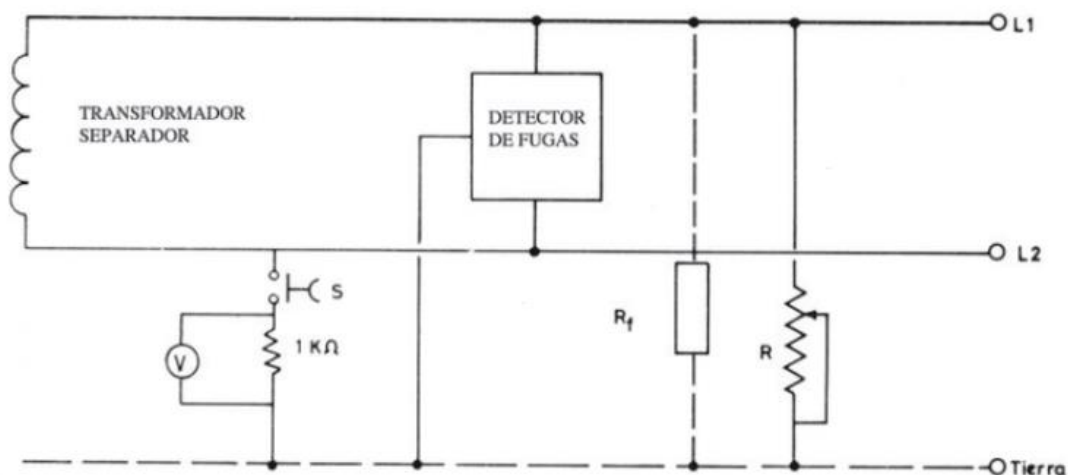 L1
TRANSFORMADOR
SEPARADOR
DETECTOR
DE FUGAS
L2
S
V
1 KΩ
Rf
R
Tierra